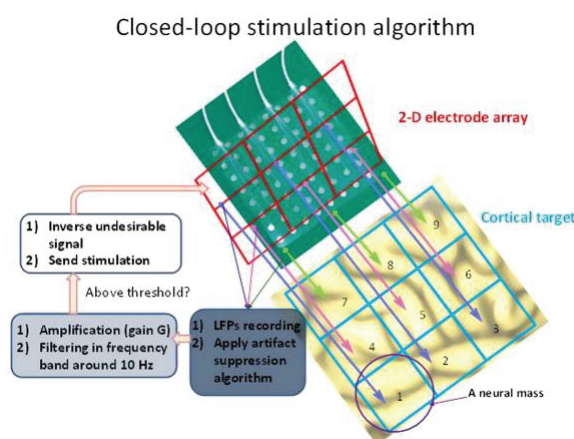 Closed-loop stimulation algorithm
2-D electrode array
Cortical target
1) Inverse undesirable
signal
2) Send stimulation
Above threshold?
1) Amplification (gain G)
2) Filtering in frequency
band around 10 Hz
1) LFPs recording
2) Apply artifact
suppression
algorithm
9
8
7
6
5
4
3
2
1
A neural mass